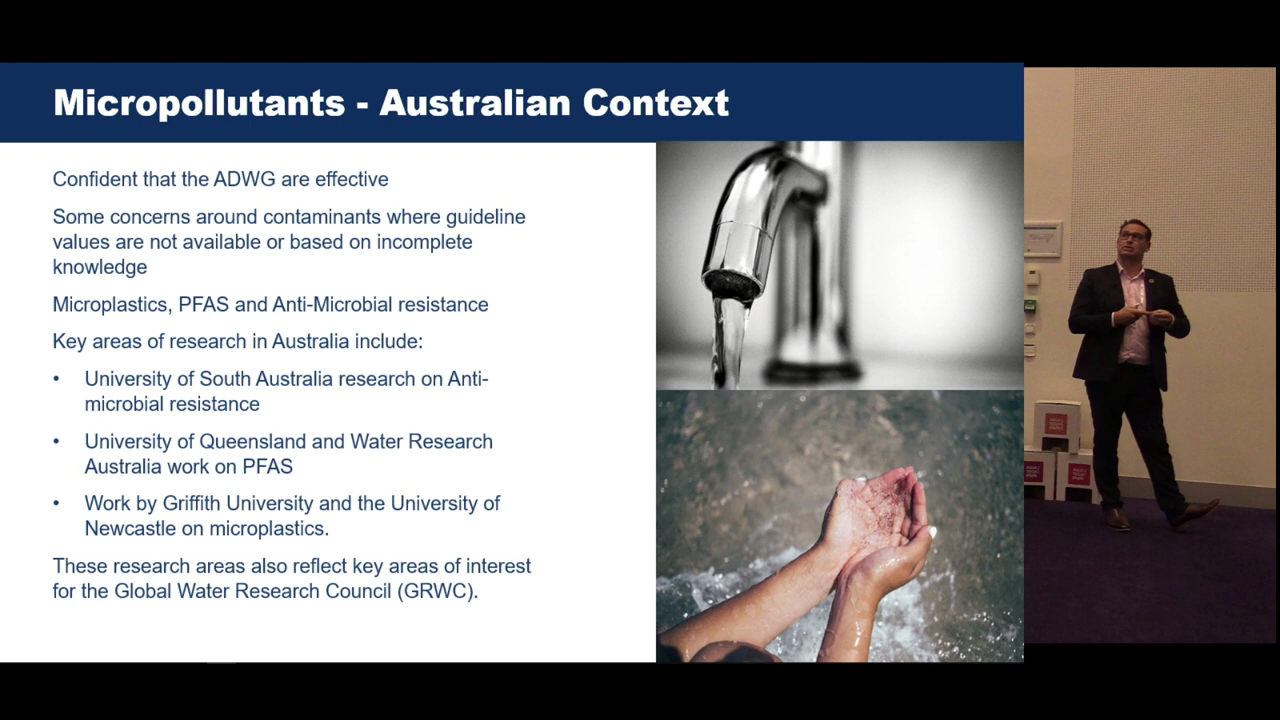 Micropollutants - Australian Context
Confident that the ADWG are effective
Some concerns around contaminants where guideline
values are not available or based on incomplete
knowledge
Microplastics, PFAS and Anti-Microbial resistance
Key areas of research in Australia include:
• University of South Australia research on Anti-
microbial resistance
• University of Queensland and Water Research
Australia work on PFAS
• Work by Griffith University and the University of
Newcastle on microplastics.
These research areas also reflect key areas of interest
for the Global Water Research Council (GRWC).